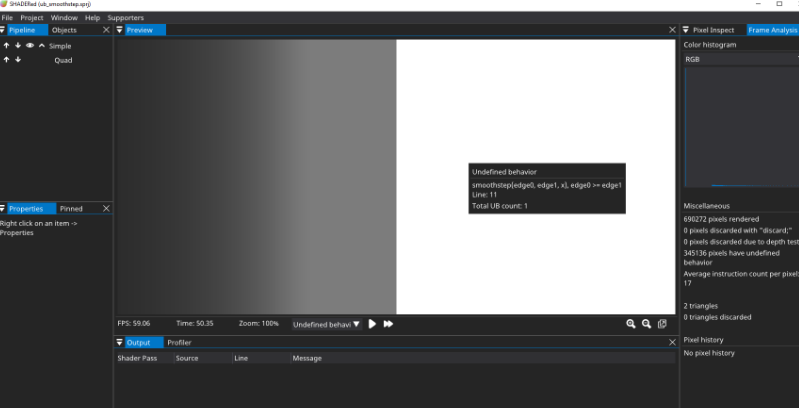 SHADERed (ub_smoothstep.sprj)
File Project Window Help Supporters
Pipeline Objects
Preview
Pixel Inspect Frame Analysis
Simple
Quad
Color histogram
RGB
Undefined behavior
smoothstep(edge0, edge1, x), edge0 >= edge1
Line: 11
Total UB count: 1
Properties Pinned
Right click on an item ->
Properties
Miscellaneous
690272 pixels rendered
0 pixels discarded with "discard;"
0 pixels discarded due to depth test
345136 pixels have undefined
behavior
Average instruction count per pixel:
17
2 triangles
0 triangles discarded
FPS: 59.06 Time: 50.35 Zoom: 100% Undefined behavi
Pixel history
No pixel history
Output Profiler
Shader Pass Source Line Message